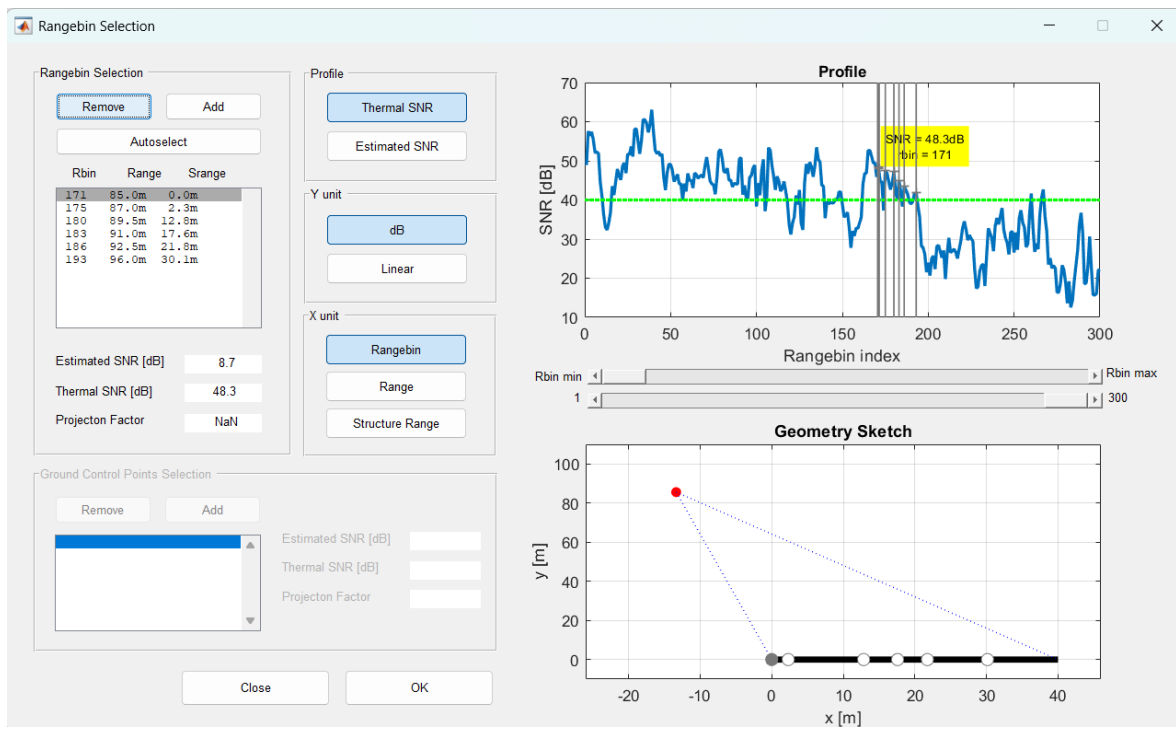 Rangebin Selection
Rangebin Selection
Remove Add
Autoselect
Rbin Range Srange
171 85.0m 0.0m
175 87.0m 2.3m
180 89.5m 12.8m
183 91.0m 17.6m
186 92.5m 21.8m
193 96.0m 30.1m
Estimated SNR [dB] 8.7
Thermal SNR [dB] 48.3
Projecton Factor NaN
Profile
Thermal SNR
Estimated SNR
Y unit
dB
Linear
X unit
Rangebin
Range
Structure Range
Ground Control Points Selection
Remove Add
Estimated SNR [dB]
Thermal SNR [dB]
Projecton Factor
Close OK
Profile
SNR [dB]
70
60
50
40
30
20
10
SNR = 48.3dB
rbin = 171
0 50 100 150 200 250 300
Rangebin index
Rbin min Rbin max
1 300
Geometry Sketch
y [m]
100
80
60
40
20
0
-20 -10 0 10 20 30 40
x [m]